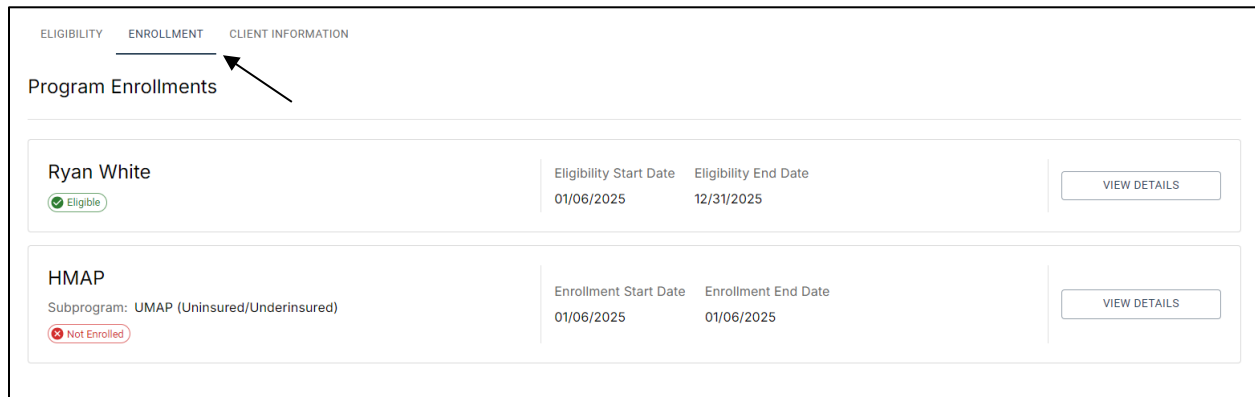 ELIGIBILITY ENROLLMENT CLIENT INFORMATION
Program Enrollments
Ryan White
Eligible
Eligibility Start Date Eligibility End Date
01/06/2025 12/31/2025
VIEW DETAILS
HMAP
Subprogram: UMAP (Uninsured/Underinsured)
Not Enrolled
Enrollment Start Date Enrollment End Date
01/06/2025 01/06/2025
VIEW DETAILS